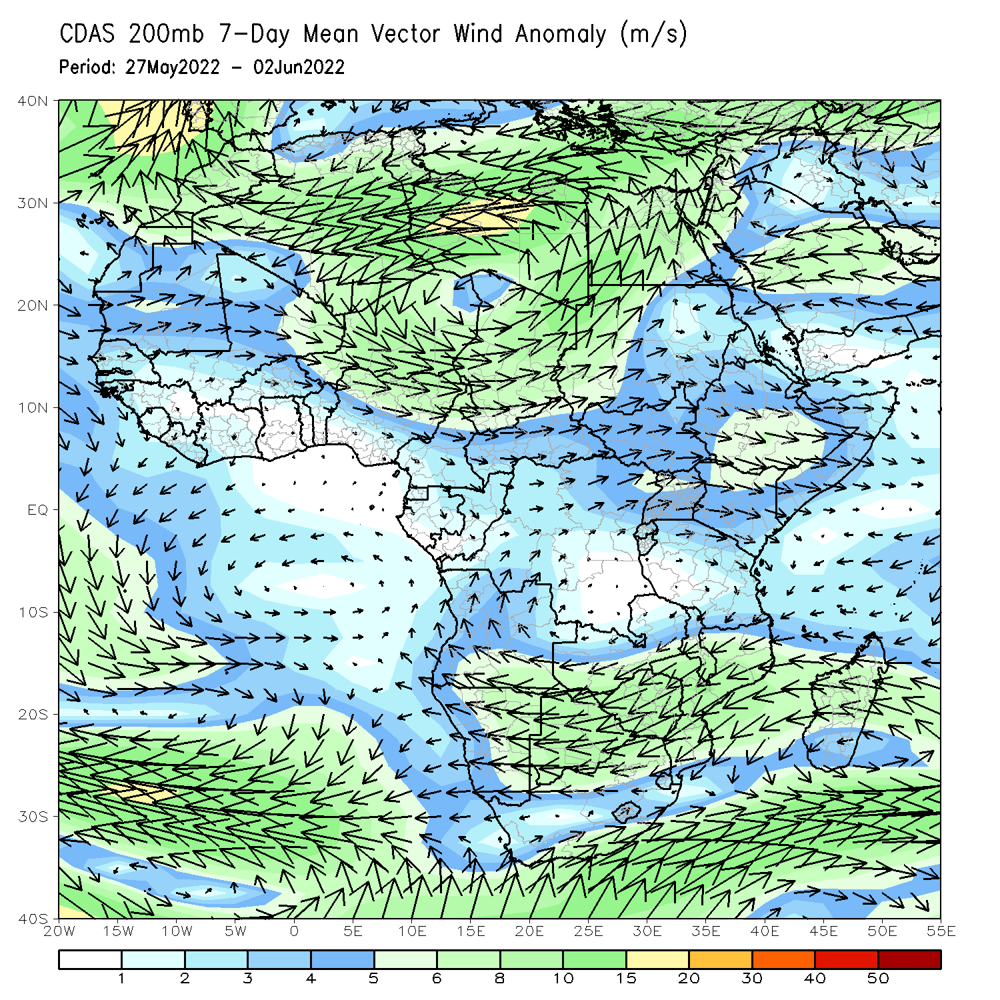 CDAS 200mb 7-Day Mean Vector Wind Anomaly (m/s)
Period: 27May2022 - 02Jun2022
40N
30N
20N
10N
EQ
10S
20S
30S
40S
20W 15W 10W 5W 0 5E 10E 15E 20E 25E 30E 35E 40E 45E 50E 55E
1 2 3 4 5 6 8 10 15 20 30 40 50